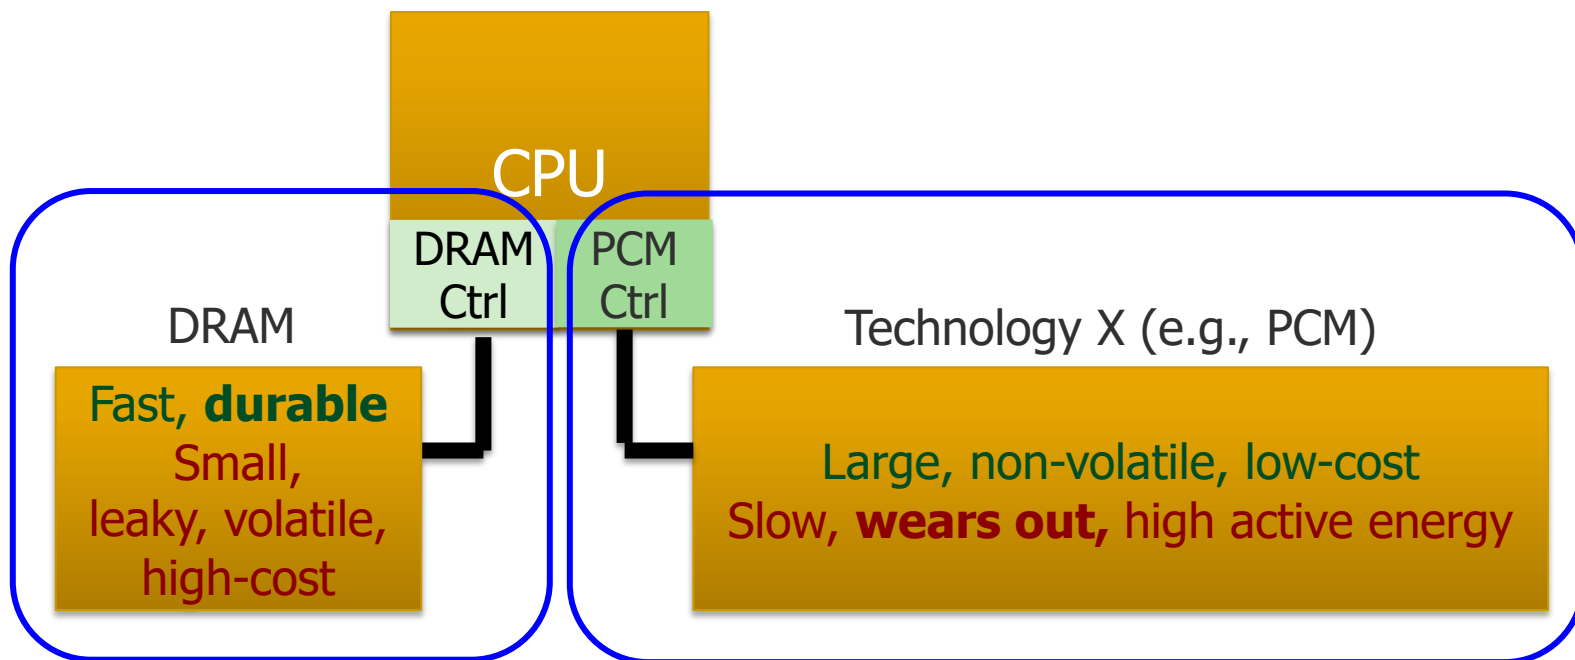 CPU
DRAM
Ctrl
PCM
Ctrl
DRAM
Fast, durable
Small,
leaky, volatile,
high-cost
Technology X (e.g., PCM)
Large, non-volatile, low-cost
Slow, wears out, high active energy